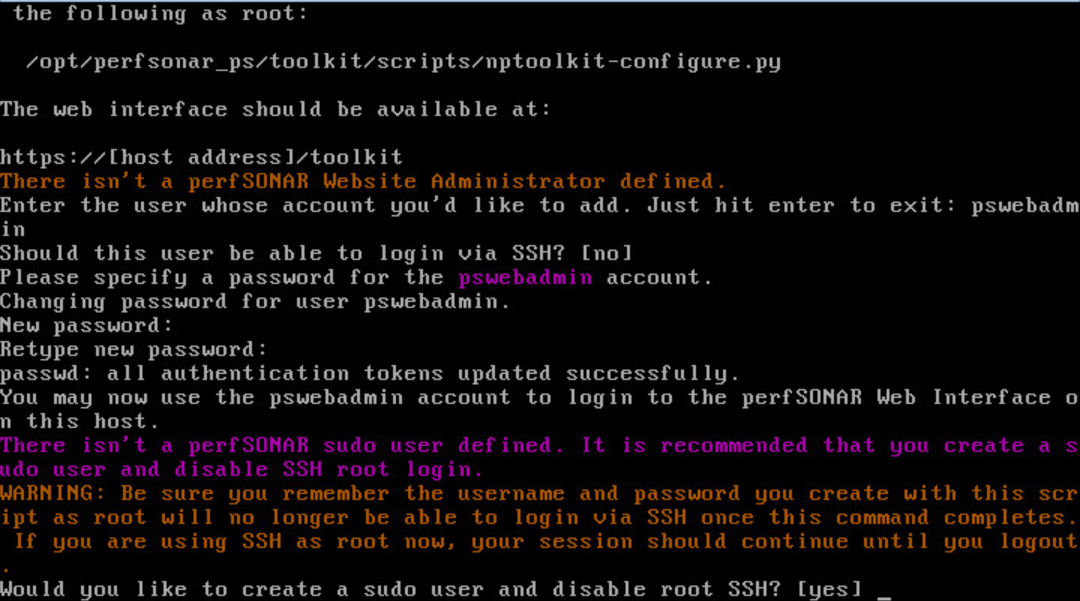 the following as root:
/opt/perfsonar_ps/toolkit/scripts/nptoolkit-configure.py
The web interface should be available at:
https://[host address]/toolkit
There isn't a perfSONAR Website Administrator defined.
Enter the user whose account you'd like to add. Just hit enter to exit: pswebadm
in
Should this user be able to login via SSH? [no]
Please specify a password for the pswebadmin account.
Changing password for user pswebadmin.
New password:
Retype new password:
passwd: all authentication tokens updated successfully.
You may now use the pswebadmin account to login to the perfSONAR Web Interface o
n this host.
There isn't a perfSONAR sudo user defined. It is recommended that you create a s
udo user and disable SSH root login.
WARNING: Be sure you remember the username and password you create with this scr
ipt as root will no longer be able to login via SSH once this command completes.
If you are using SSH as root now, your session should continue until you logout
.
Would you like to create a sudo user and disable root SSH? [yes] _